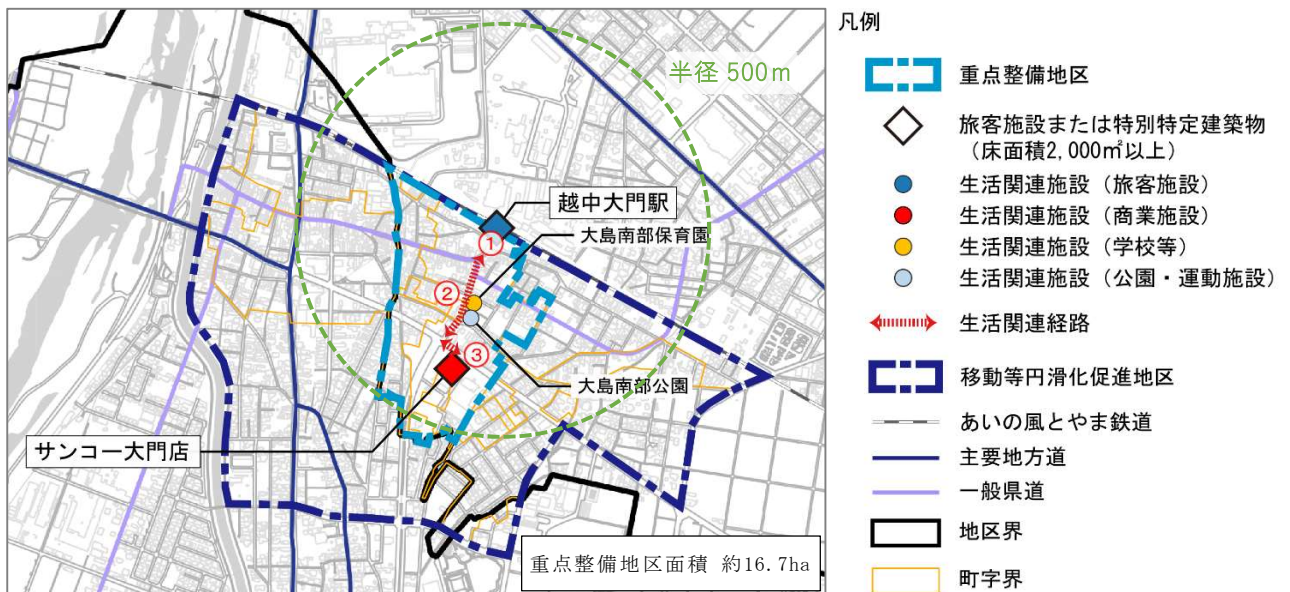 半径 500m
越中大門駅
大島南部保育園
①
②
③
大島南部公園
サンコー大門店
重点整備地区面積 約16.7ha
凡例
重点整備地区
旅客施設または特別特定建築物
（床面積2,000㎡以上）
生活関連施設（旅客施設）
生活関連施設（商業施設）
生活関連施設（学校等）
生活関連施設（公園・運動施設）
生活関連経路
移動等円滑化促進地区
あいの風とやま鉄道
主要地方道
一般県道
地区界
町字界